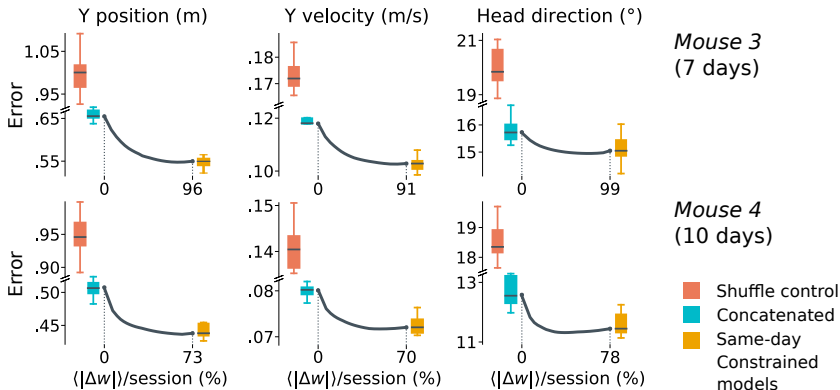 Y position (m)
Y velocity (m/s)
Head direction (°)
Mouse 3
(7 days)
Error
1.05
.95
.65
.55
0
96
.18
.17
.12
.10
0
91
21
19
16
15
0
99
Mouse 4
(10 days)
Error
.95
.90
.50
.45
0
73
⟨|Δw|⟩/session (%)
.15
.14
.08
.07
0
70
⟨|Δw|⟩/session (%)
19
18
13
11
0
78
⟨|Δw|⟩/session (%)
Shuffle control
Concatenated
Same-day
Constrained
models